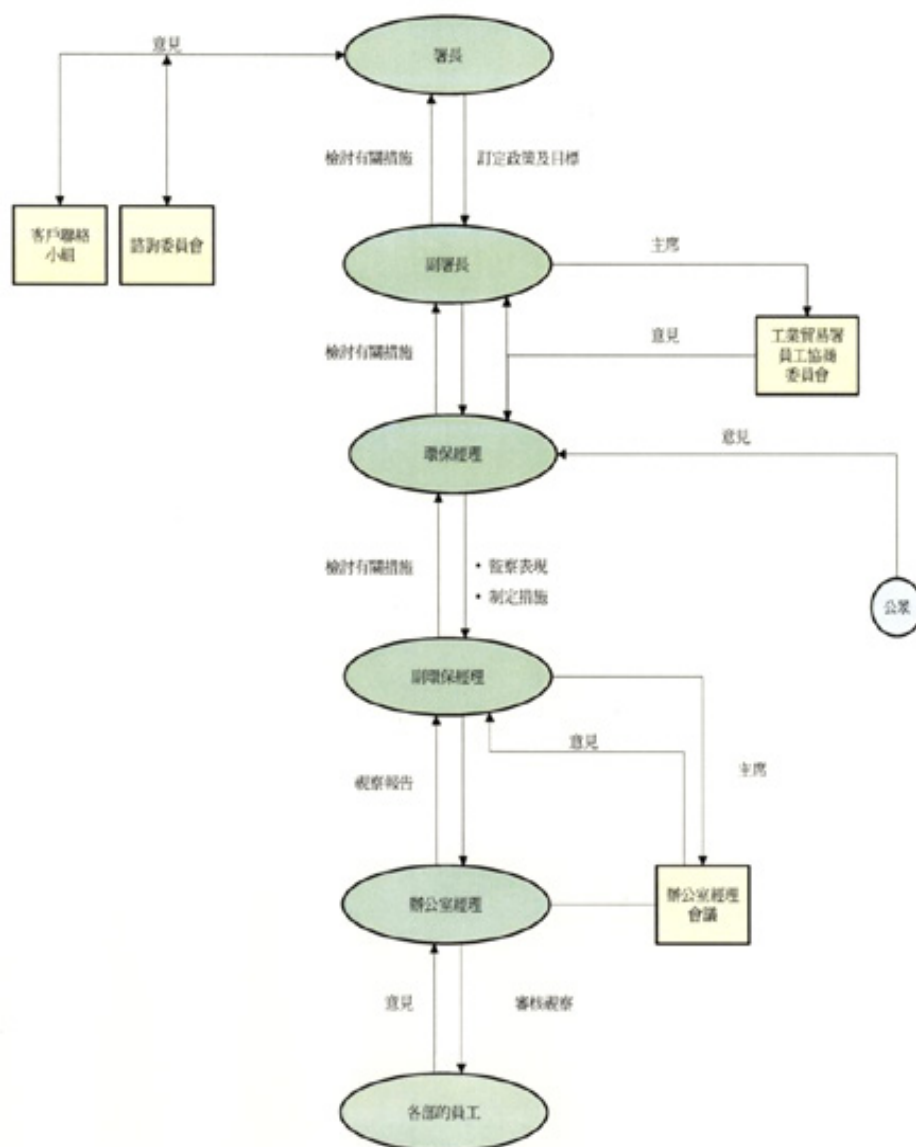 意見
署長
檢討有關措施
訂定政策及目標
客戶聯絡
小組
諮詢委員會
副署長
主席
檢討有關措施
意見
工業貿易署
員工協商
委員會
環保經理
意見
檢討有關措施
• 監察表現
• 制定措施
公眾
副環保經理
意見
主席
視察報告
辦公室經理
辦公室經理
會議
意見
審核視察
各部的員工